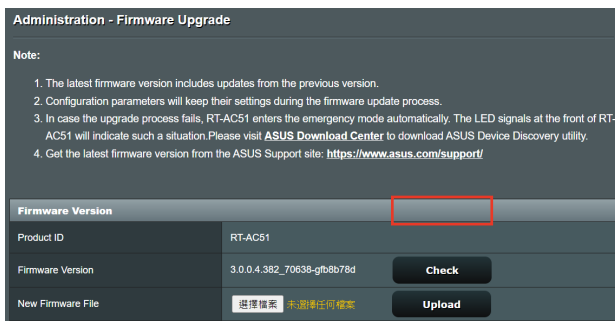 Administration - Firmware Upgrade
Note:
1. The latest firmware version includes updates from the previous version.
2. Configuration parameters will keep their settings during the firmware update process.
3. In case the upgrade process fails, RT-AC51 enters the emergency mode automatically. The LED signals at the front of RT-
AC51 will indicate such a situation.Please visit ASUS Download Center to download ASUS Device Discovery utility.
4. Get the latest firmware version from the ASUS Support site: https://www.asus.com/support/
Firmware Version
Product ID RT-AC51
Firmware Version 3.0.0.4.382_70638-gfb8b78d Check
New Firmware File 選擇檔案 未選擇任何檔案 Upload